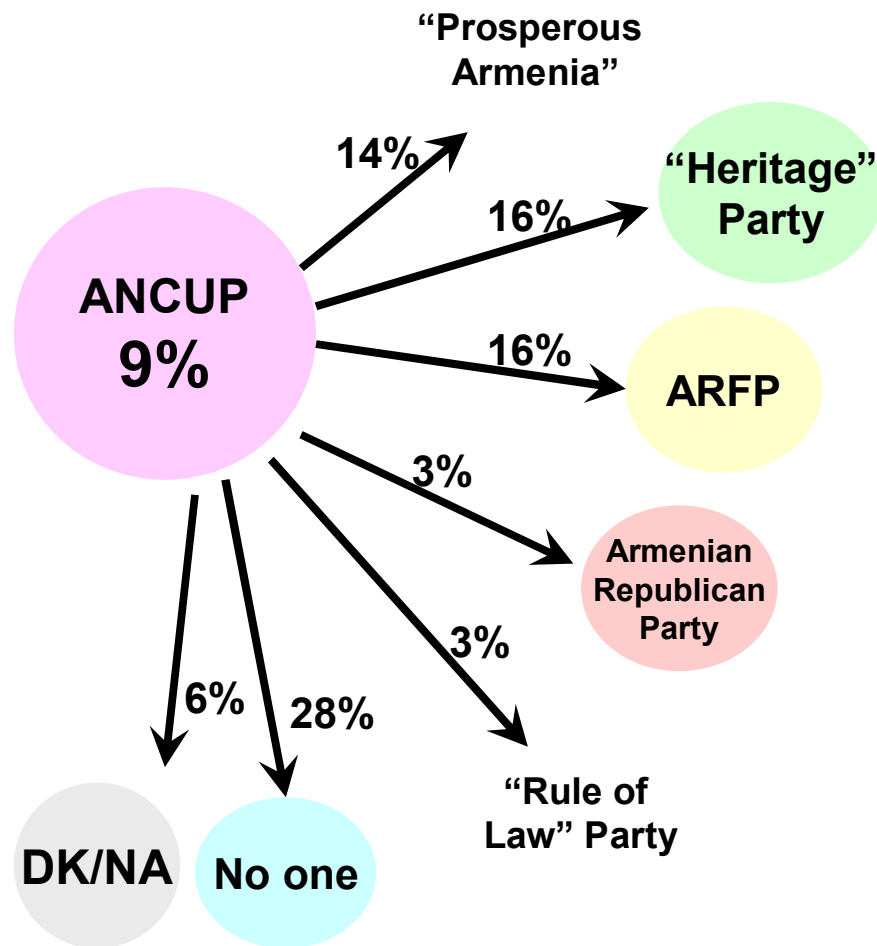 “Prosperous
Armenia”
14%
“Heritage”
Party
16%
ANCUP
9%
16%
ARFP
3%
Armenian
Republican
Party
3%
6%
28%
“Rule of
Law” Party
DK/NA
No one